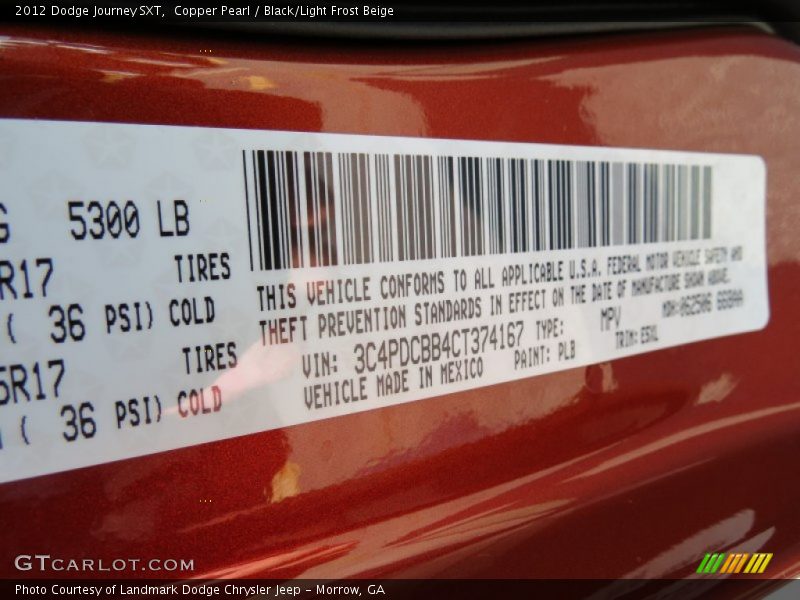 2012 Dodge Journey SXT, Copper Pearl / Black/Light Frost Beige
G 5300 LB
R17 TIRES
( 36 PSI) COLD
5R17 TIRES
( 36 PSI) COLD
THIS VEHICLE CONFORMS TO ALL APPLICABLE U.S.A. FEDERAL MOTOR VEHICLE SAFETY AND
THEFT PREVENTION STANDARDS IN EFFECT ON THE DATE OF MANUFACTURE SHOWN ABOVE.
VIN: 3C4PDCBB4CT374167 TYPE: MPV MDH:062506
VEHICLE MADE IN MEXICO PAINT: PLB TRIM:
GTCARLOT.COM
Photo Courtesy of Landmark Dodge Chrysler Jeep - Morrow, GA